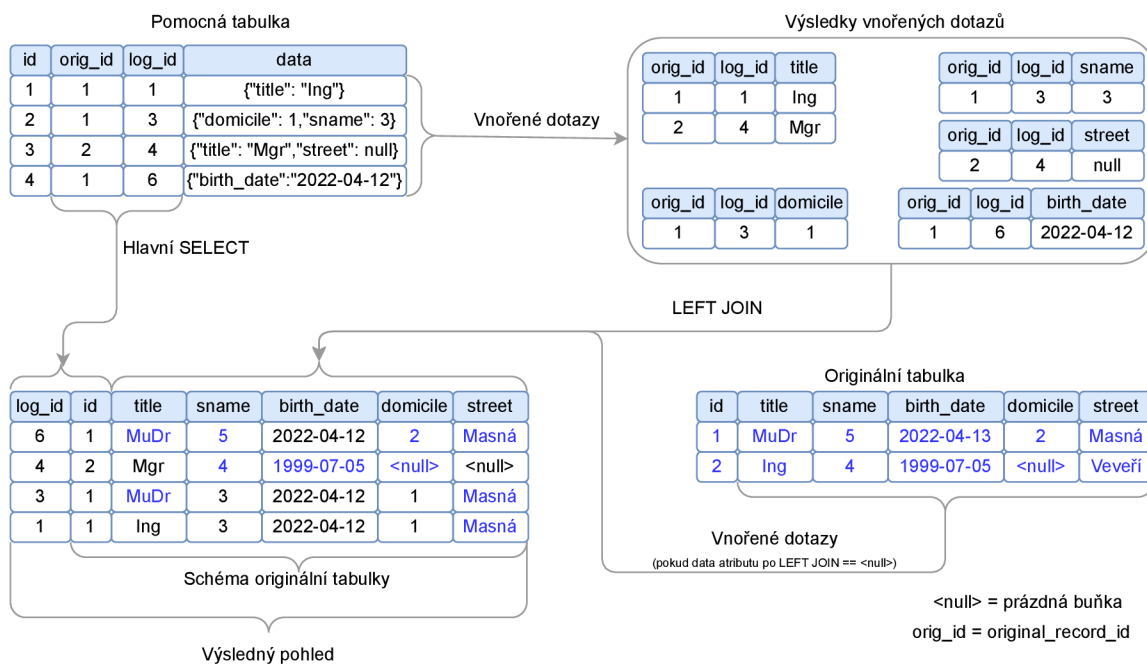 Pomocná tabulka
id orig_id log_id data
1 1 1 {"title": "Ing"}
2 1 3 {"domicile": 1,"sname": 3}
3 2 4 {"title": "Mgr","street": null}
4 1 6 {"birth_date":"2022-04-12"}
Vnořené dotazy
Hlavní SELECT
Výsledky vnořených dotazů
orig_id log_id title
1 1 Ing
2 4 Mgr
orig_id log_id sname
1 3 3
orig_id log_id street
2 4 null
orig_id log_id domicile
1 3 1
orig_id log_id birth_date
1 6 2022-04-12
LEFT JOIN
log_id id title sname birth_date domicile street
6 1 MuDr 5 2022-04-12 2 Masná
4 2 Mgr 4 1999-07-05 <null> <null>
3 1 MuDr 3 2022-04-12 1 Masná
1 1 Ing 3 2022-04-12 1 Masná
Schéma originální tabulky
Výsledný pohled
Originální tabulka
id title sname birth_date domicile street
1 MuDr 5 2022-04-13 2 Masná
2 Ing 4 1999-07-05 <null> Veveří
Vnořené dotazy
(pokud data atributu po LEFT JOIN == <null>)
<null> = prázdná buňka
orig_id = original_record_id